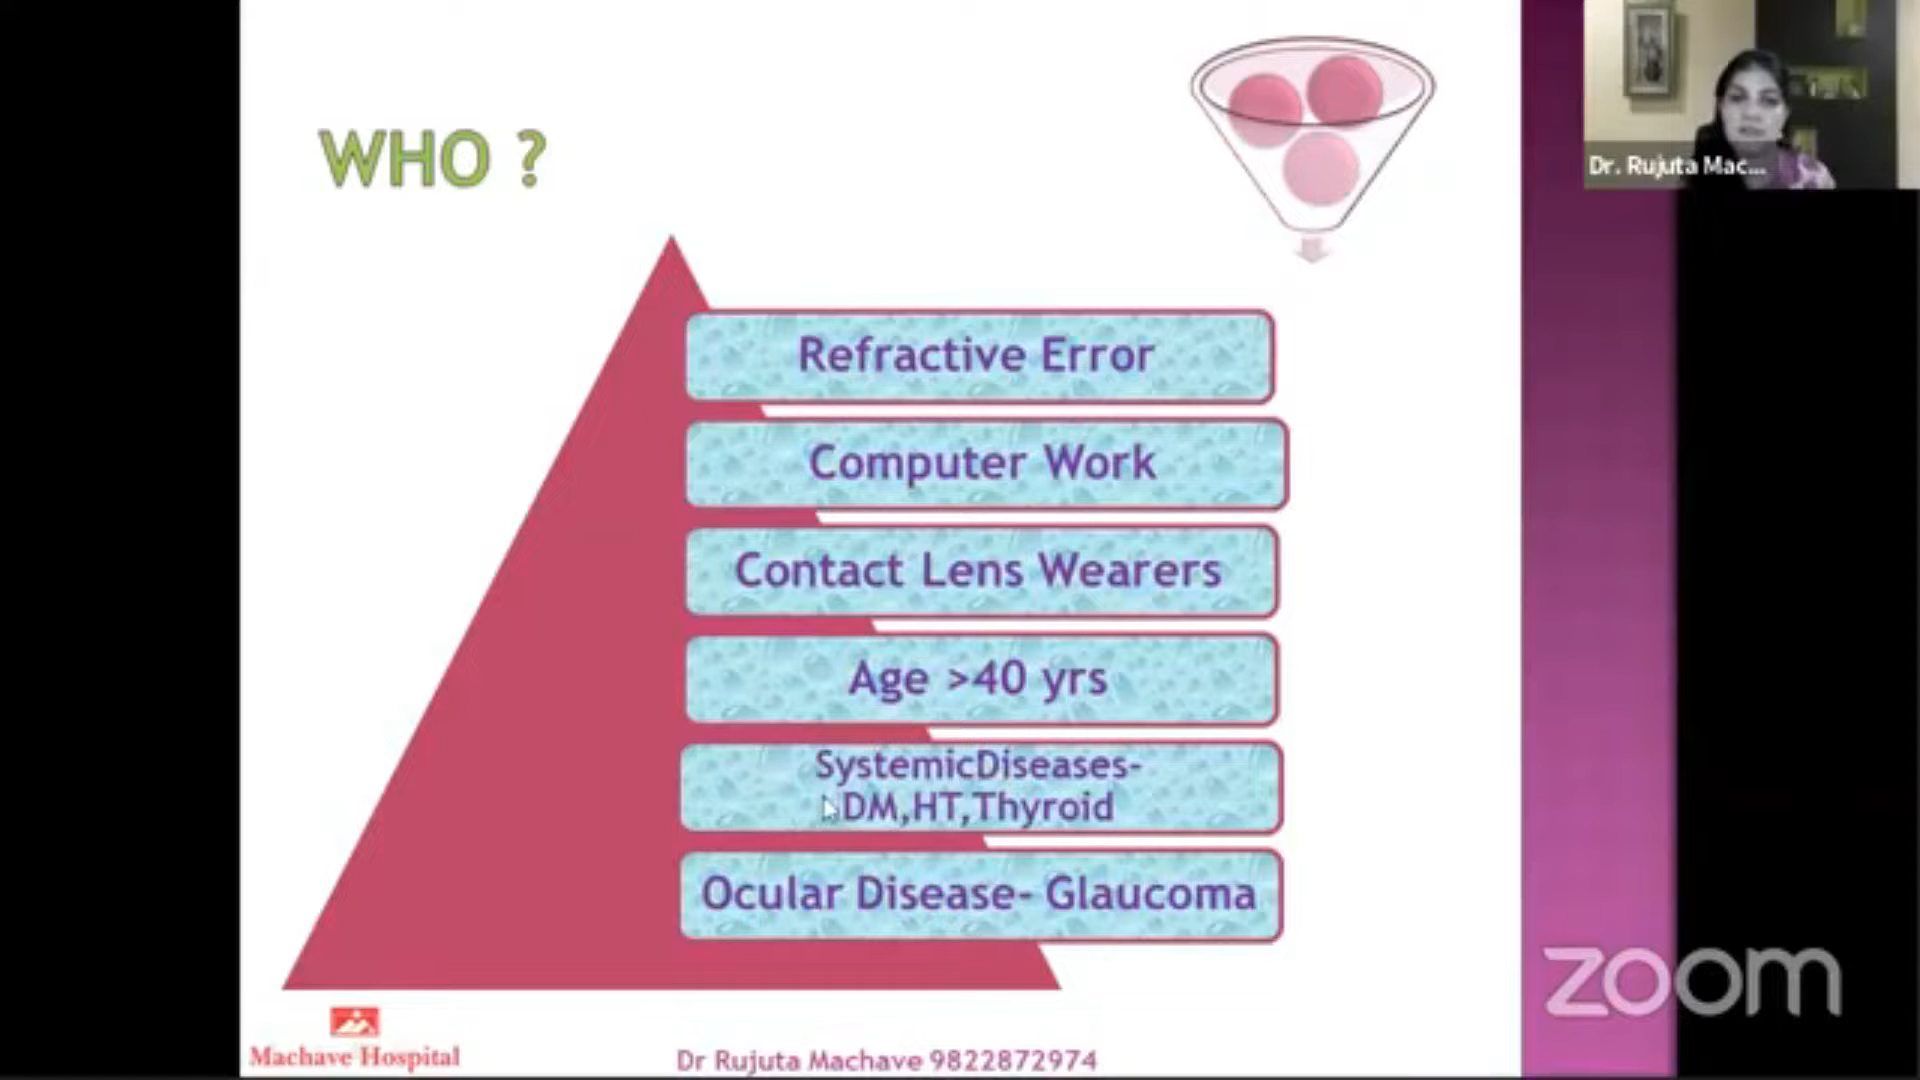 WHO ?
Dr. Rujuta Mac...
Refractive Error
Computer Work
Contact Lens Wearers
Age >40 yrs
SystemicDiseases-
DM,HT,Thyroid
Ocular Disease- Glaucoma
zoom
Machave Hospital
Dr Rujuta Machave 9822872974